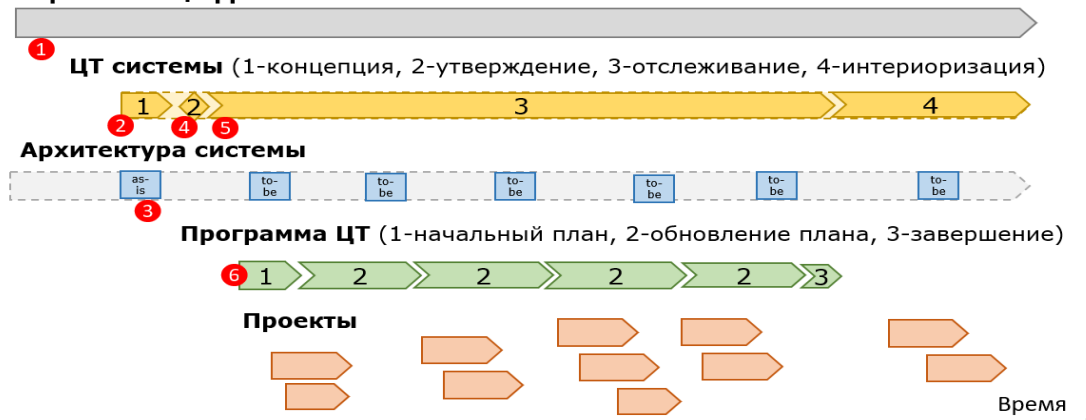 1
ЦТ системы (1-концепция, 2-утверждение, 3-отслеживание, 4-интериоризация)
1 2 3 4
2 4 5
Архитектура системы
as-
is
to-
be
to-
be
to-
be
to-
be
to-
be
to-
be
3
Программа ЦТ (1-начальный план, 2-обновление плана, 3-завершение)
6 1 2 2 2 2 3
Проекты
Время